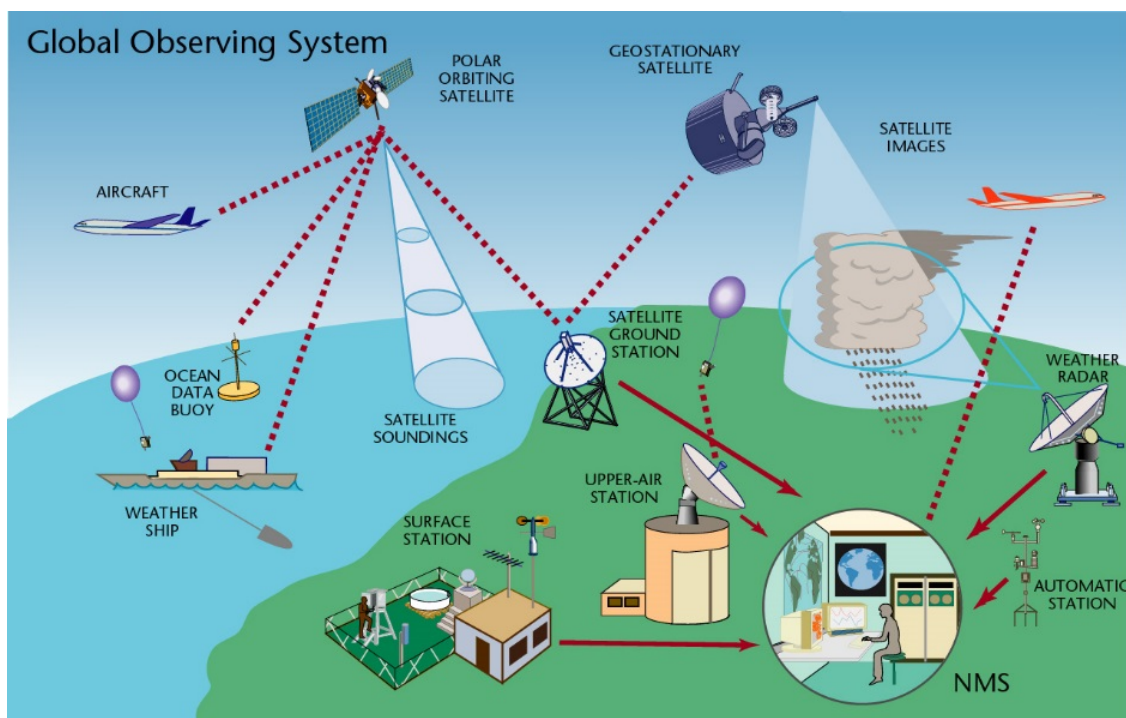 Global Observing System
POLAR
ORBITING
SATELLITE
GEOSTATIONARY
SATELLITE
SATELLITE
IMAGES
AIRCRAFT
SATELLITE
GROUND
STATION
WEATHER
RADAR
OCEAN
DATA
BUOY
SATELLITE
SOUNDINGS
UPPER-AIR
STATION
WEATHER
SHIP
SURFACE
STATION
AUTOMATIC
STATION
NMS